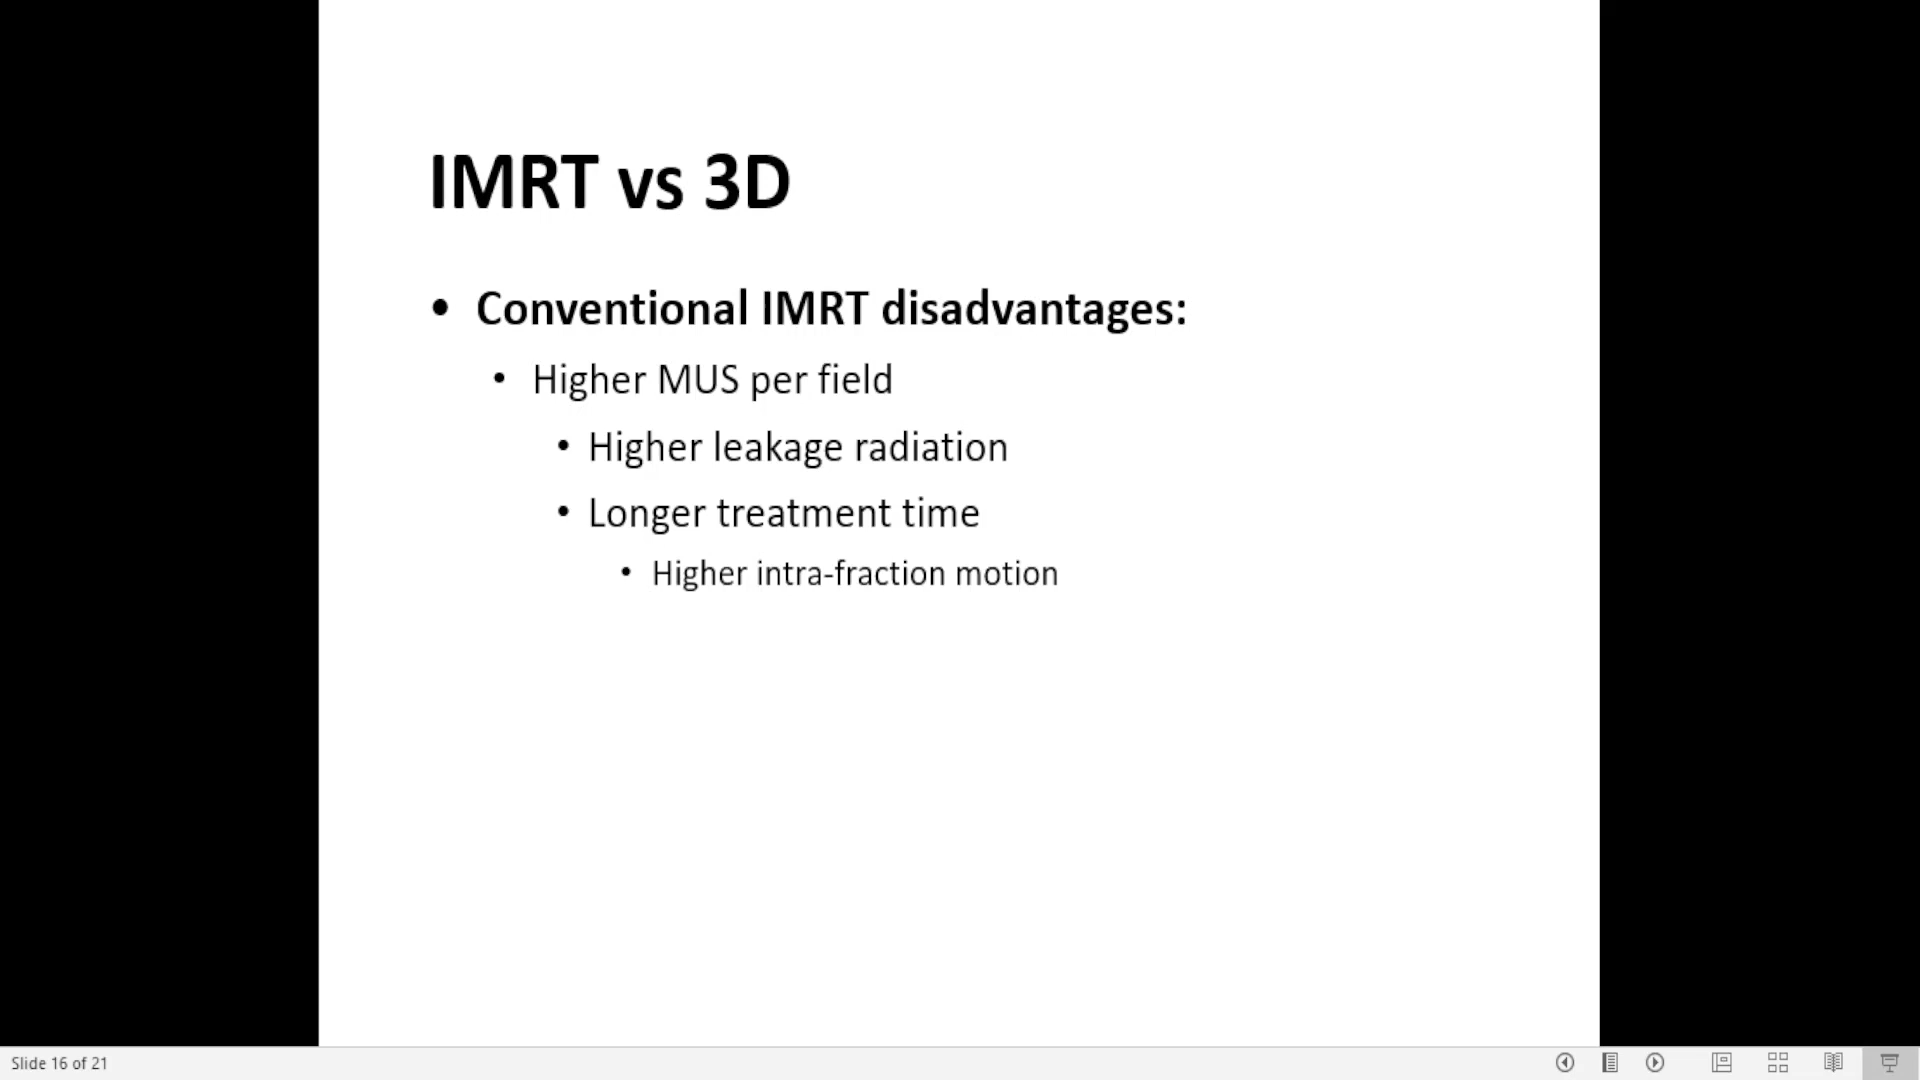 IMRT vs 3D
• Conventional IMRT disadvantages:
• Higher MUS per field
• Higher leakage radiation
• Longer treatment time
• Higher intra-fraction motion
Slide 16 of 21